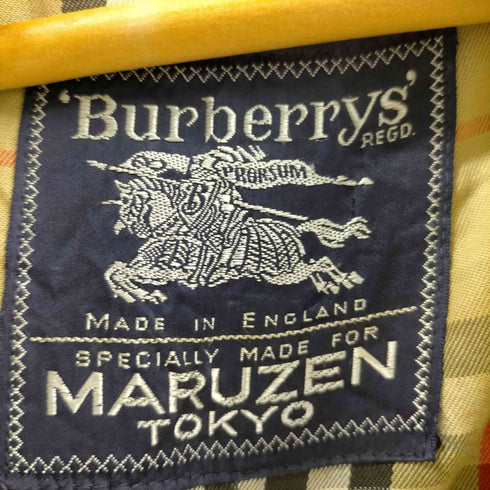 'Burberrys'
REGD.
PRORSUM
B
B
B
MADE IN ENGLAND
SPECIALLY MADE FOR
MARUZEN
TOKYO